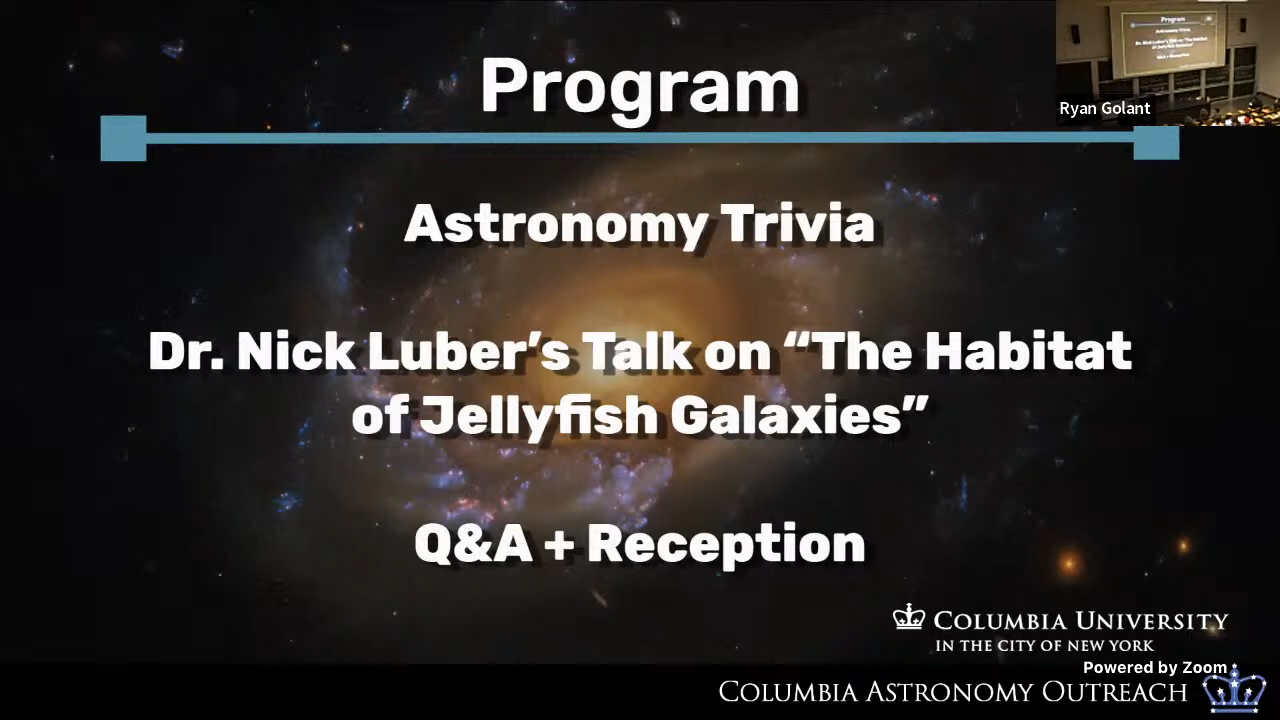 Program
Ryan Golant
Astronomy Trivia
Dr. Nick Luber’s Talk on “The Habitat
of Jellyfish Galaxies”
Q&A + Reception
COLUMBIA UNIVERSITY
IN THE CITY OF NEW YORK
Powered by Zoom
COLUMBIA ASTRONOMY OUTREACH